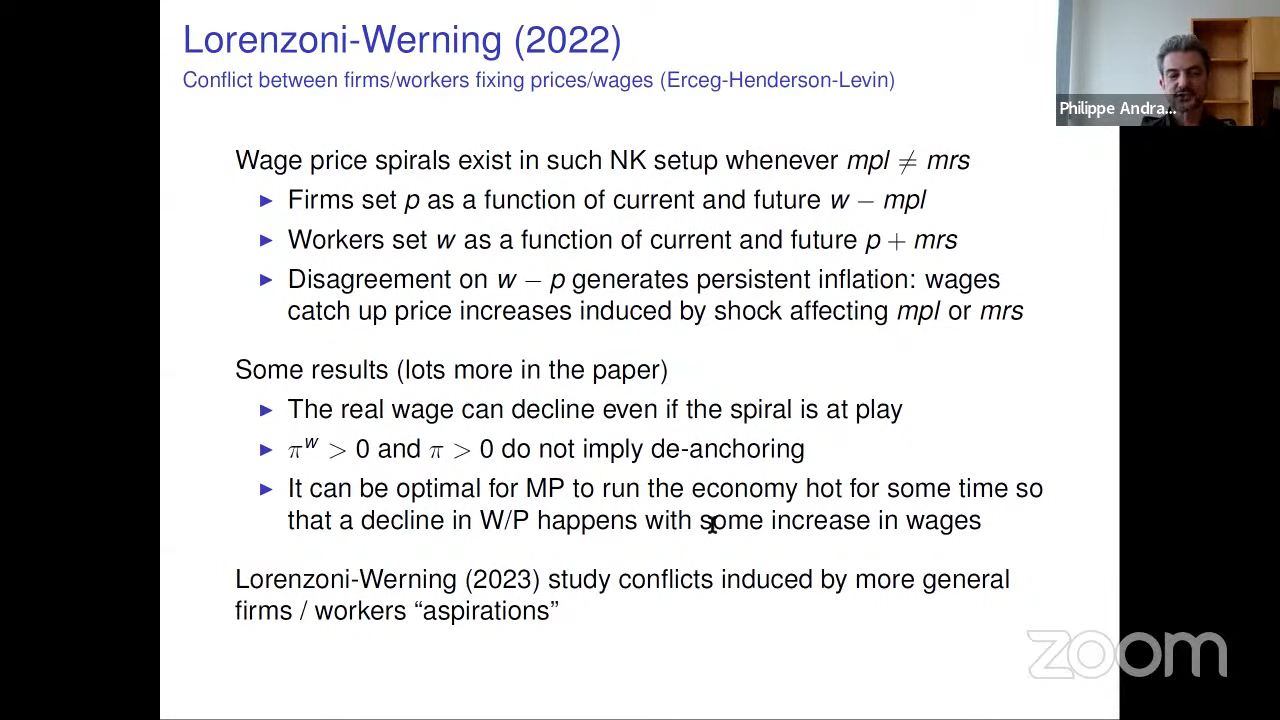 Lorenzoni-Werning (2022)
Conflict between firms/workers fixing prices/wages (Erceg-Henderson-Levin)
Philippe Andra...
Wage price spirals exist in such NK setup whenever mpl ≠ mrs
▶ Firms set p as a function of current and future w − mpl
▶ Workers set w as a function of current and future p + mrs
▶ Disagreement on w − p generates persistent inflation: wages
catch up price increases induced by shock affecting mpl or mrs
Some results (lots more in the paper)
▶ The real wage can decline even if the spiral is at play
▶ π^w > 0 and π > 0 do not imply de-anchoring
▶ It can be optimal for MP to run the economy hot for some time so
that a decline in W/P happens with some increase in wages
Lorenzoni-Werning (2023) study conflicts induced by more general
firms / workers “aspirations”
zoom